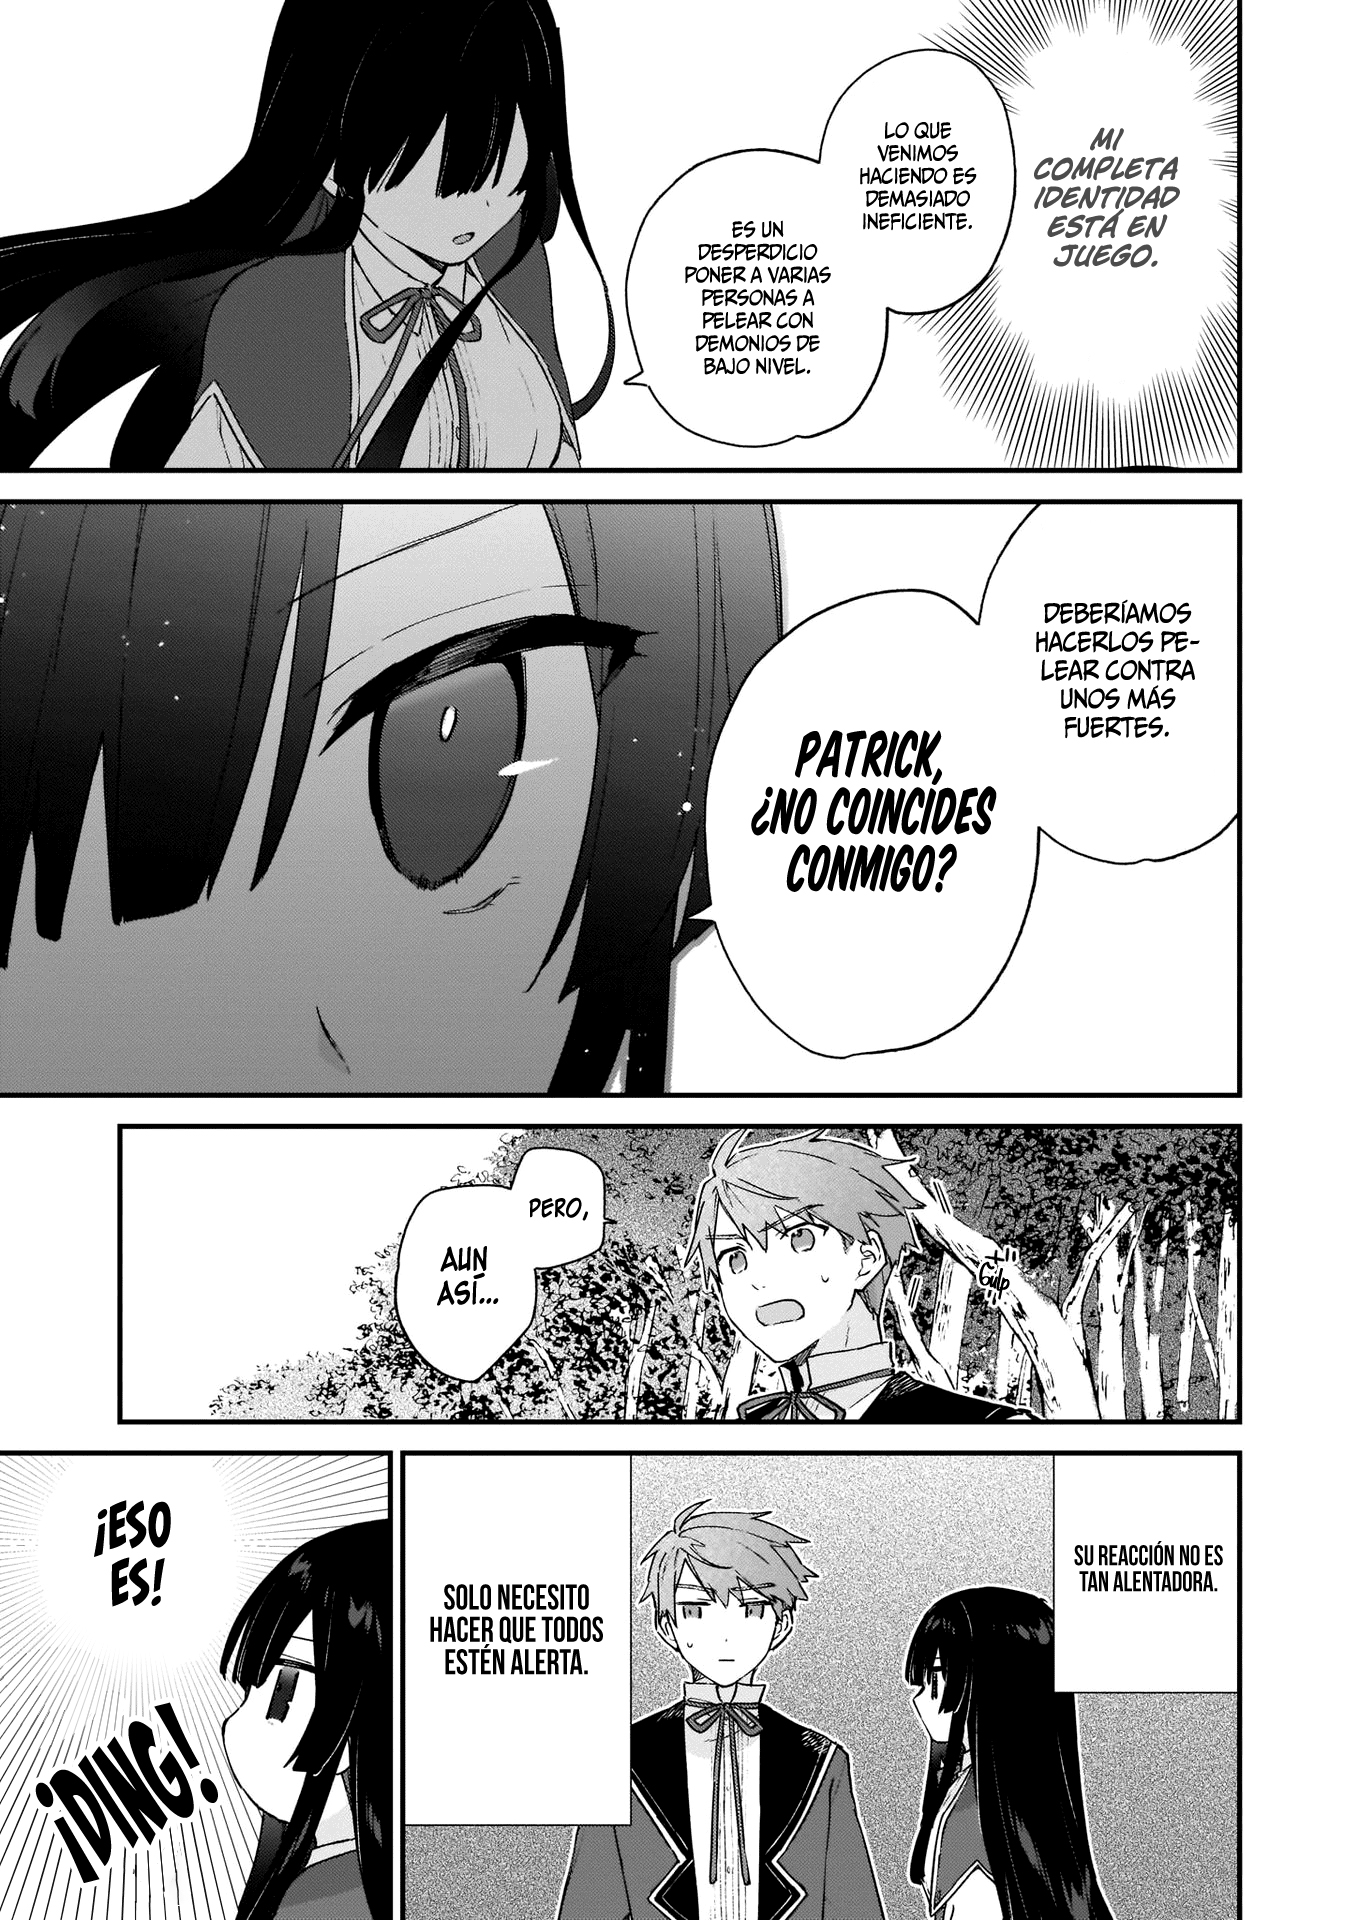 MI
COMPLETA
IDENTIDAD
ESTÁ EN
JUEGO.
LO QUE
VENIMOS
HACIENDO ES
DEMASIADO
INEFICIENTE.
ES UN
DESPERDICIO
PONER A VARIAS
PERSONAS A
PELEAR CON
DEMONIOS DE
BAJO NIVEL.
DEBERÍAMOS
HACERLOS PE-
LEAR CONTRA
UNOS MÁS
FUERTES.
PATRICK,
¿NO COINCIDES
CONMIGO?
Gulp
PERO,
AUN
ASÍ...
SU REACCIÓN NO ES
TAN ALENTADORA.
SOLO NECESITO
HACER QUE TODOS
ESTÉN ALERTA.
¡ESO
ES!
¡DING!